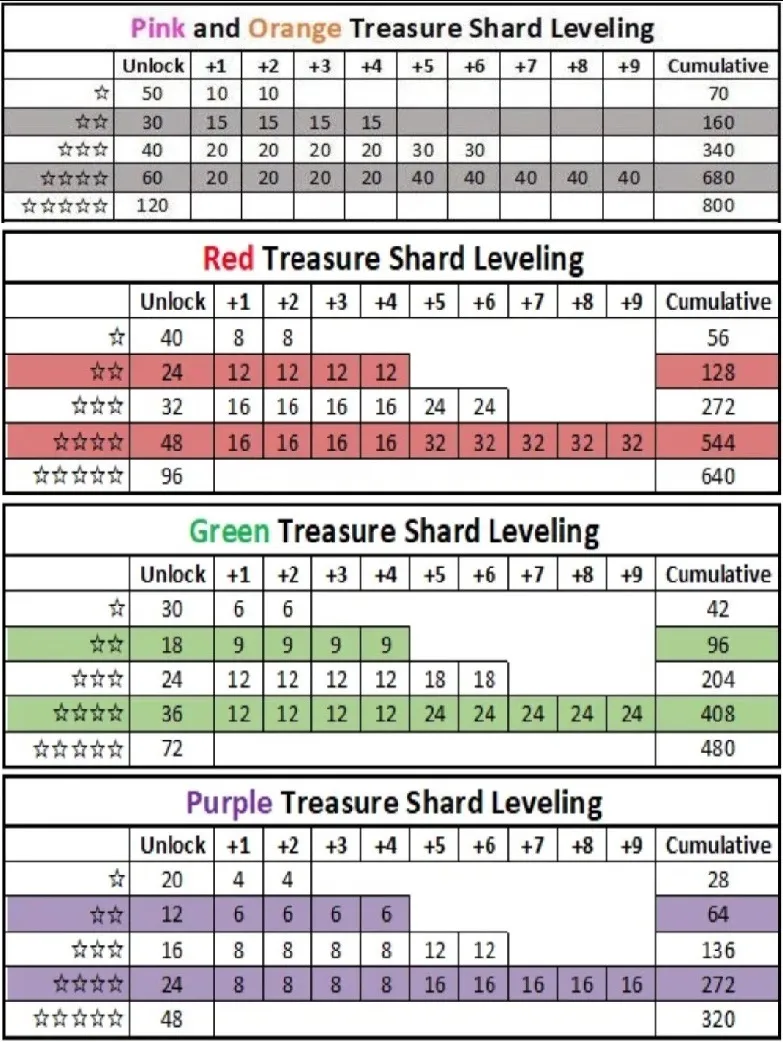 Pink and Orange Treasure Shard Leveling
Unlock +1 +2 +3 +4 +5 +6 +7 +8 +9 Cumulative
☆ 50 10 10 70
☆☆ 30 15 15 15 15 160
☆☆☆ 40 20 20 20 20 30 30 340
☆☆☆☆ 60 20 20 20 20 40 40 40 40 40 680
☆☆☆☆☆ 120 800
Red Treasure Shard Leveling
Unlock +1 +2 +3 +4 +5 +6 +7 +8 +9 Cumulative
☆ 40 8 8 56
☆☆ 24 12 12 12 12 128
☆☆☆ 32 16 16 16 16 24 24 272
☆☆☆☆ 48 16 16 16 16 32 32 32 32 32 544
☆☆☆☆☆ 96 640
Green Treasure Shard Leveling
Unlock +1 +2 +3 +4 +5 +6 +7 +8 +9 Cumulative
☆ 30 6 6 42
☆☆ 18 9 9 9 9 96
☆☆☆ 24 12 12 12 12 18 18 204
☆☆☆☆ 36 12 12 12 12 24 24 24 24 24 408
☆☆☆☆☆ 72 480
Purple Treasure Shard Leveling
Unlock +1 +2 +3 +4 +5 +6 +7 +8 +9 Cumulative
☆ 20 4 4 28
☆☆ 12 6 6 6 6 64
☆☆☆ 16 8 8 8 8 12 12 136
☆☆☆☆ 24 8 8 8 8 16 16 16 16 16 272
☆☆☆☆☆ 48 320